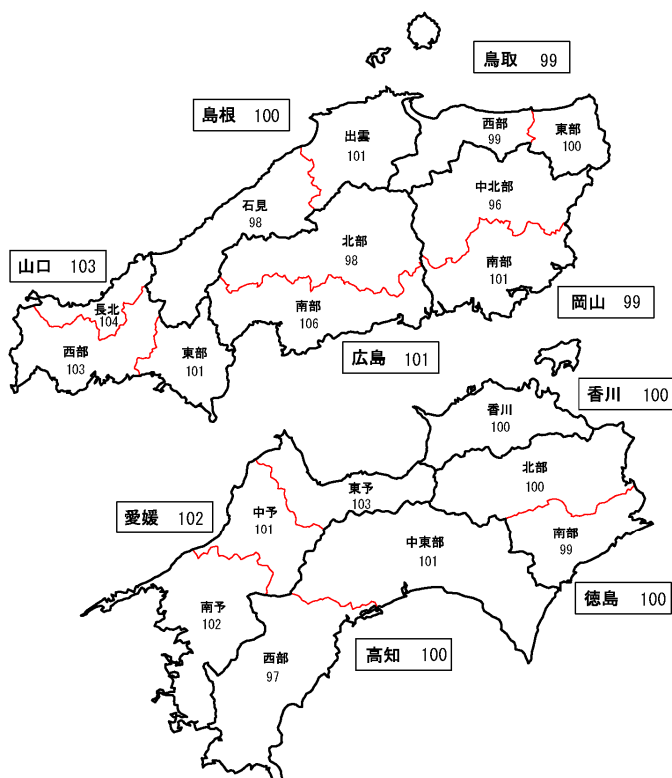 鳥取 99
島根 100
出雲
101
西部
99
東部
100
中北部
96
石見
98
北部
98
山口 103
南部
101
長北
104
岡山 99
南部
106
西部
103
東部
101
広島 101
香川 100
香川
100
北部
100
東予
103
愛媛 102
中予
101
南部
99
中東部
101
徳島 100
南予
102
高知 100
西部
97